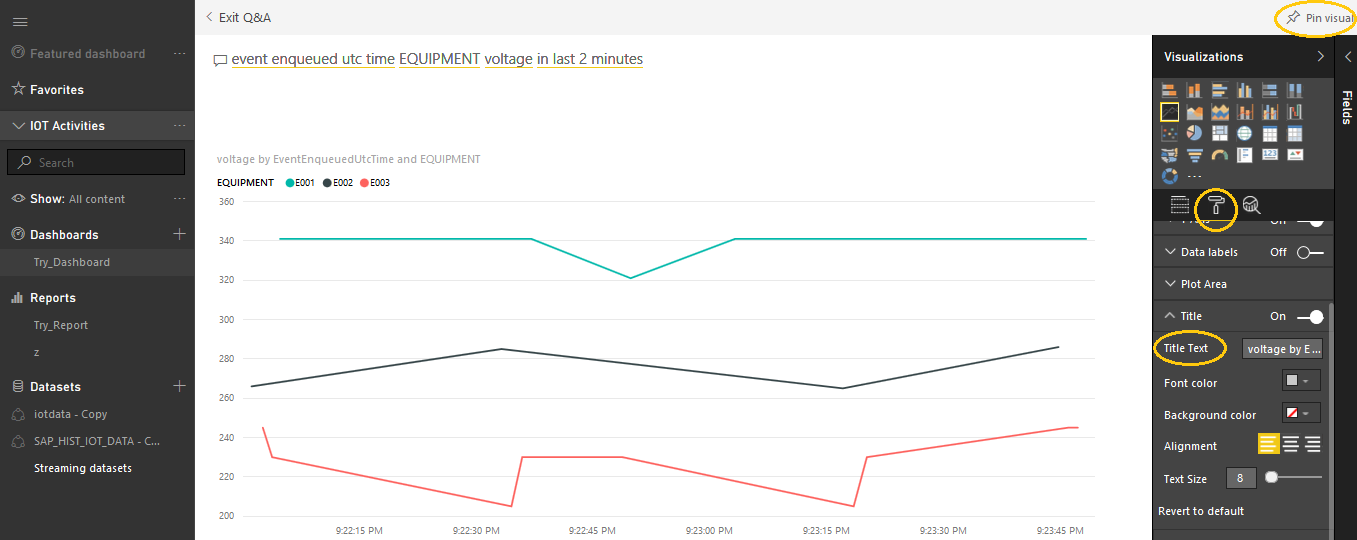 Exit Q&A
Pin visual
Featured dashboard ...
Favorites
IOT Activities ...
Search
Show: All content ...
Dashboards +
Try_Dashboard
Reports
Try_Report
z
Datasets +
iotdata - Copy
SAP_HIST_IOT_DATA - C...
Streaming datasets
event enqueued utc time EQUIPMENT voltage in last 2 minutes
voltage by EventEnqueuedUtcTime and EQUIPMENT
EQUIPMENT E001 E002 E003
360
340
320
300
280
260
240
220
200
9:22:15 PM 9:22:30 PM 9:22:45 PM 9:23:00 PM 9:23:15 PM 9:23:30 PM 9:23:45 PM
Visualizations
Fields
123
...
Data labels Off
Plot Area
Title On
Title Text voltage by E ...
Font color
Background color
Alignment
Text Size 8
Revert to default